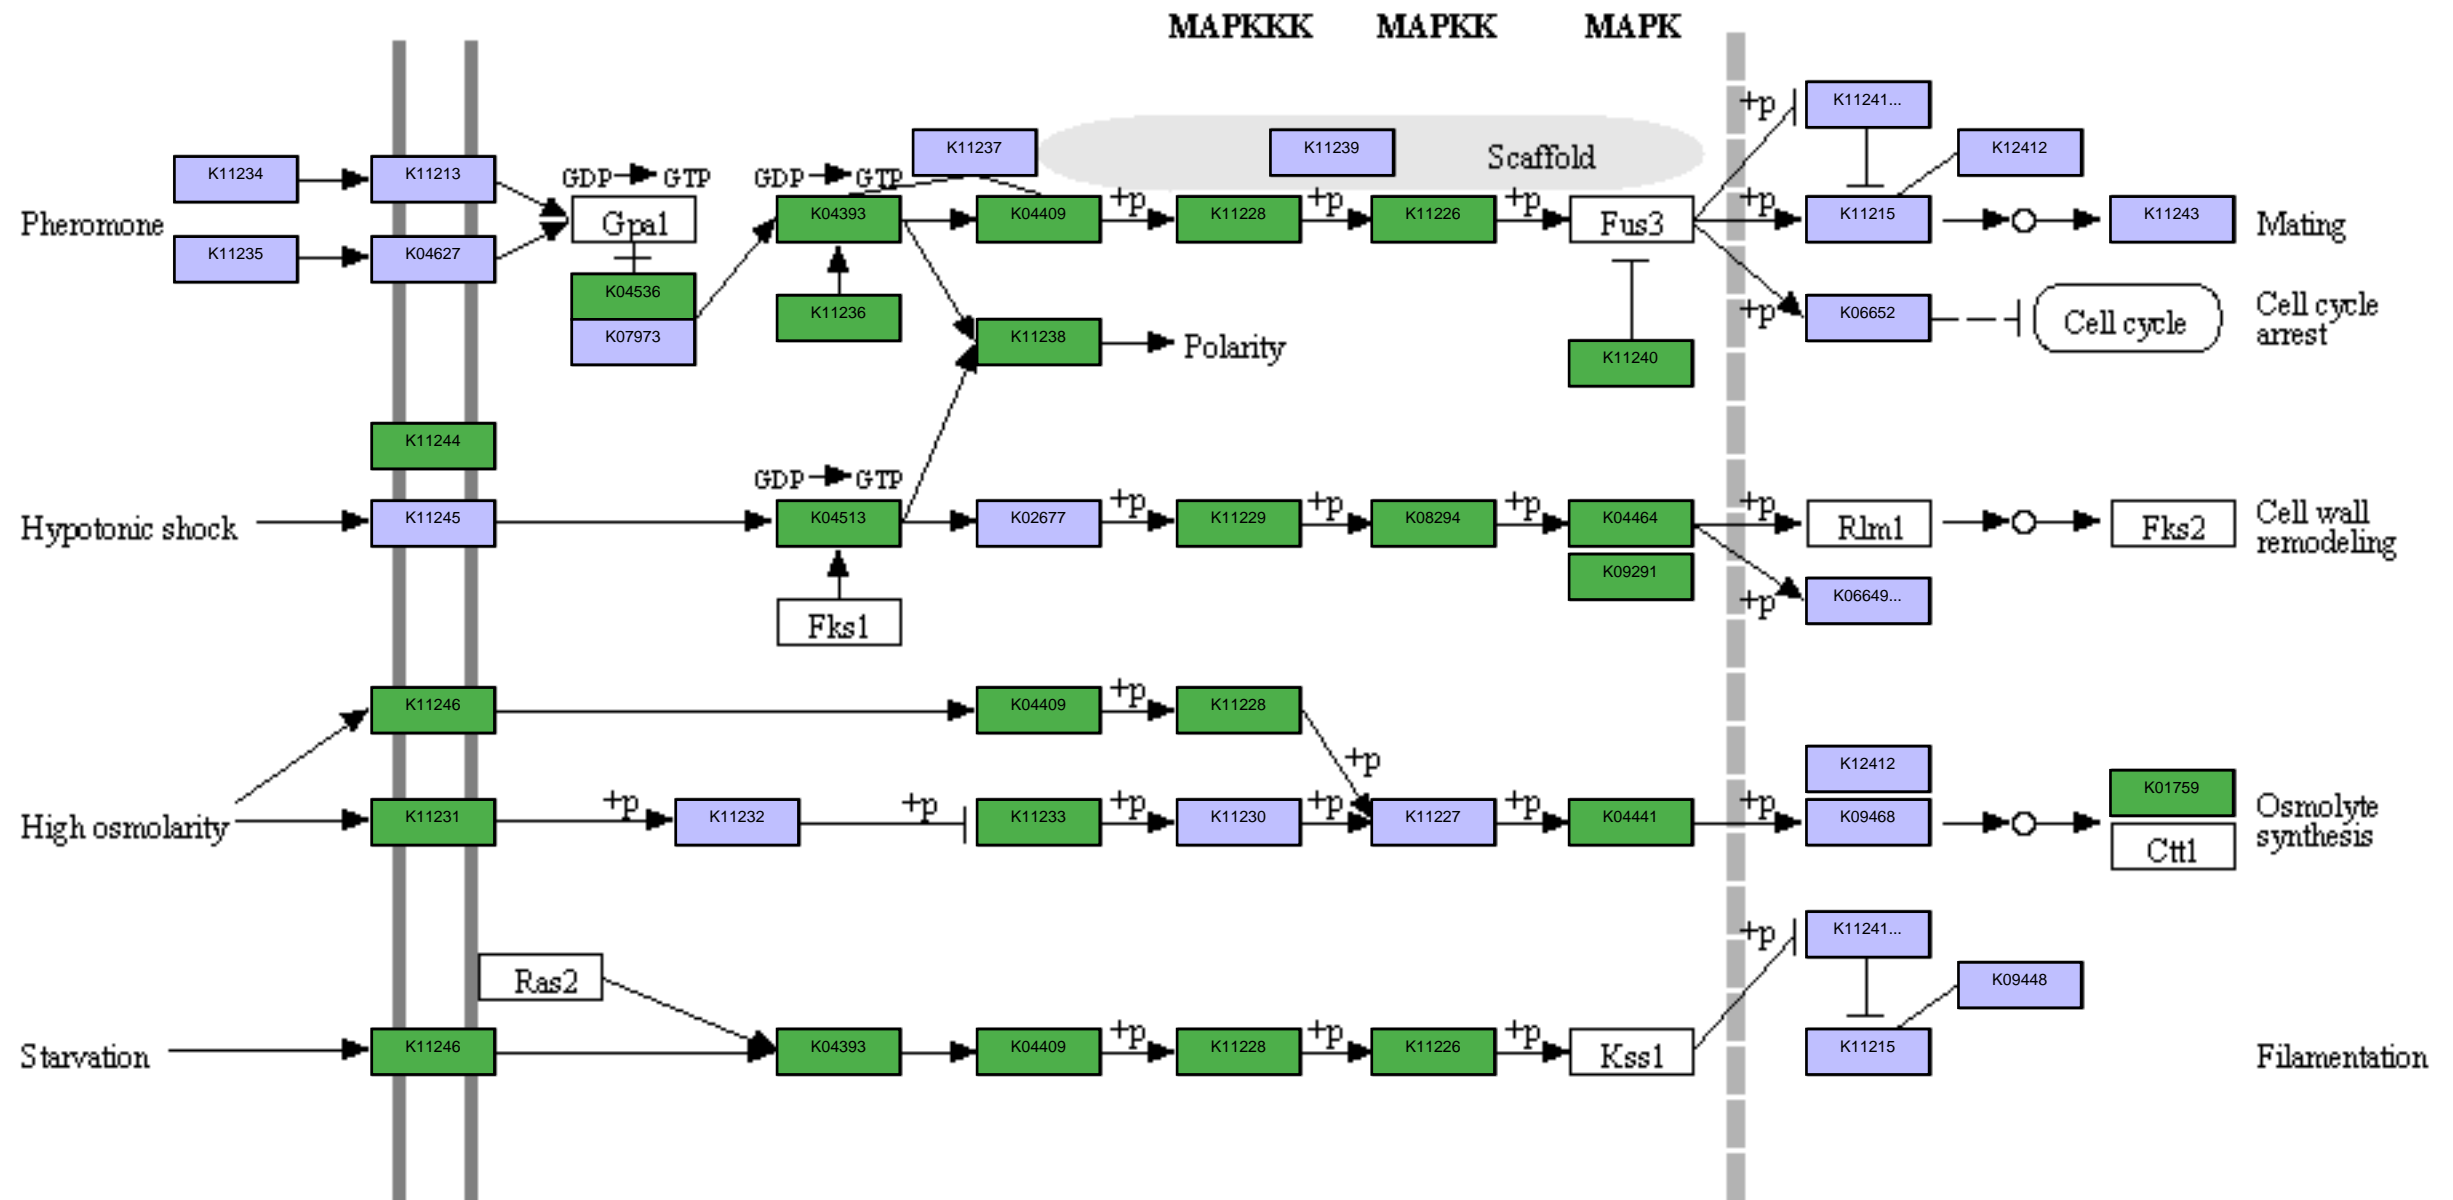 MAPKKK MAPKK MAPK
+p K11241...
K11237 K11239 Scaffold K12412
K11234 K11213 GDP GTP GDP GTP
Pheromone Gpa1 K04393 K04409 +p K11228 +p K11226 +p Fus3 +p K11215 K11243 Mating
K11235 K04627
K04536 K11236 +p K06652 Cell cycle Cell cycle
arrest
K07973 K11238 Polarity K11240
K11244
GDP GTP
Hypotonic shock K11245 K04513 K02677 +p K11229 +p K08294 +p K04464 +p Rlm1 Fks2 Cell wall
remodeling
K09291
Fks1 +p K06649...
K11246 K04409 +p K11228
+p K12412 K01759
High osmolarity K11231 +p K11232 +p K11233 +p K11230 +p K11227 +p K04441 +p K09468 Osmolyte
synthesis
Ctt1
+p K11241...
Ras2 K09448
Starvation K11246 K04393 K04409 +p K11228 +p K11226 +p Kss1 K11215 Filamentation